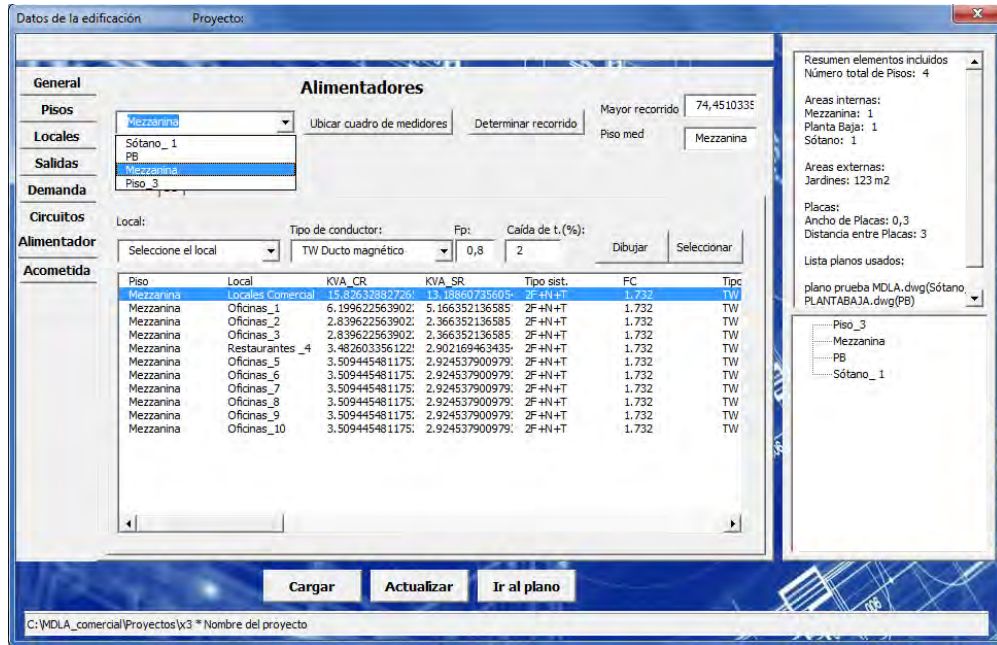 Datos de la edificación Proyecto:
General
Pisos
Locales
Salidas
Demanda
Circuitos
Alimentador
Acometida
Alimentadores
Mezzanina
Sótano_ 1
PB
Mezzanina
Piso_3
Ubicar cuadro de medidores
Determinar recorrido
Mayor recorrido 74,4510335
Piso med Mezzanina
Local:
Seleccione el local
Tipo de conductor:
TW Ducto magnético
Fp:
0,8
Caída de t.(%):
2
Dibujar
Seleccionar
Piso Local KVA_CR KVA_SR Tipo sist. FC Tipo
Mezzanina Locales Comercial 15.82632882726 13.18860735605 2F+N+T 1.732 TW
Mezzanina Oficinas_1 6.199622563902 5.166352136585 2F+N+T 1.732 TW
Mezzanina Oficinas_2 2.839622563902 2.366352136585 2F+N+T 1.732 TW
Mezzanina Oficinas_3 2.839622563902 2.366352136585 2F+N+T 1.732 TW
Mezzanina Restaurantes _4 3.482603356122 2.902169463435 2F+N+T 1.732 TW
Mezzanina Oficinas_5 3.509445481175 2.924537900979 2F+N+T 1.732 TW
Mezzanina Oficinas_6 3.509445481175 2.924537900979 2F+N+T 1.732 TW
Mezzanina Oficinas_7 3.509445481175 2.924537900979 2F+N+T 1.732 TW
Mezzanina Oficinas_8 3.509445481175 2.924537900979 2F+N+T 1.732 TW
Mezzanina Oficinas_9 3.509445481175 2.924537900979 2F+N+T 1.732 TW
Mezzanina Oficinas_10 3.509445481175 2.924537900979 2F+N+T 1.732 TW
Cargar
Actualizar
Ir al plano
C:\MDLA_comercial\Proyectos\x3 * Nombre del proyecto
Resumen elementos incluidos
Número total de Pisos: 4
Areas internas:
Mezzanina: 1
Planta Baja: 1
Sótano: 1
Areas externas:
Jardines: 123 m2
Placas:
Ancho de Placas: 0,3
Distancia entre Placas: 3
Lista planos usados:
plano prueba MDLA.dwg(Sótano_
PLANTABAJA.dwg(PB)
Piso_3
Mezzanina
PB
Sótano_ 1